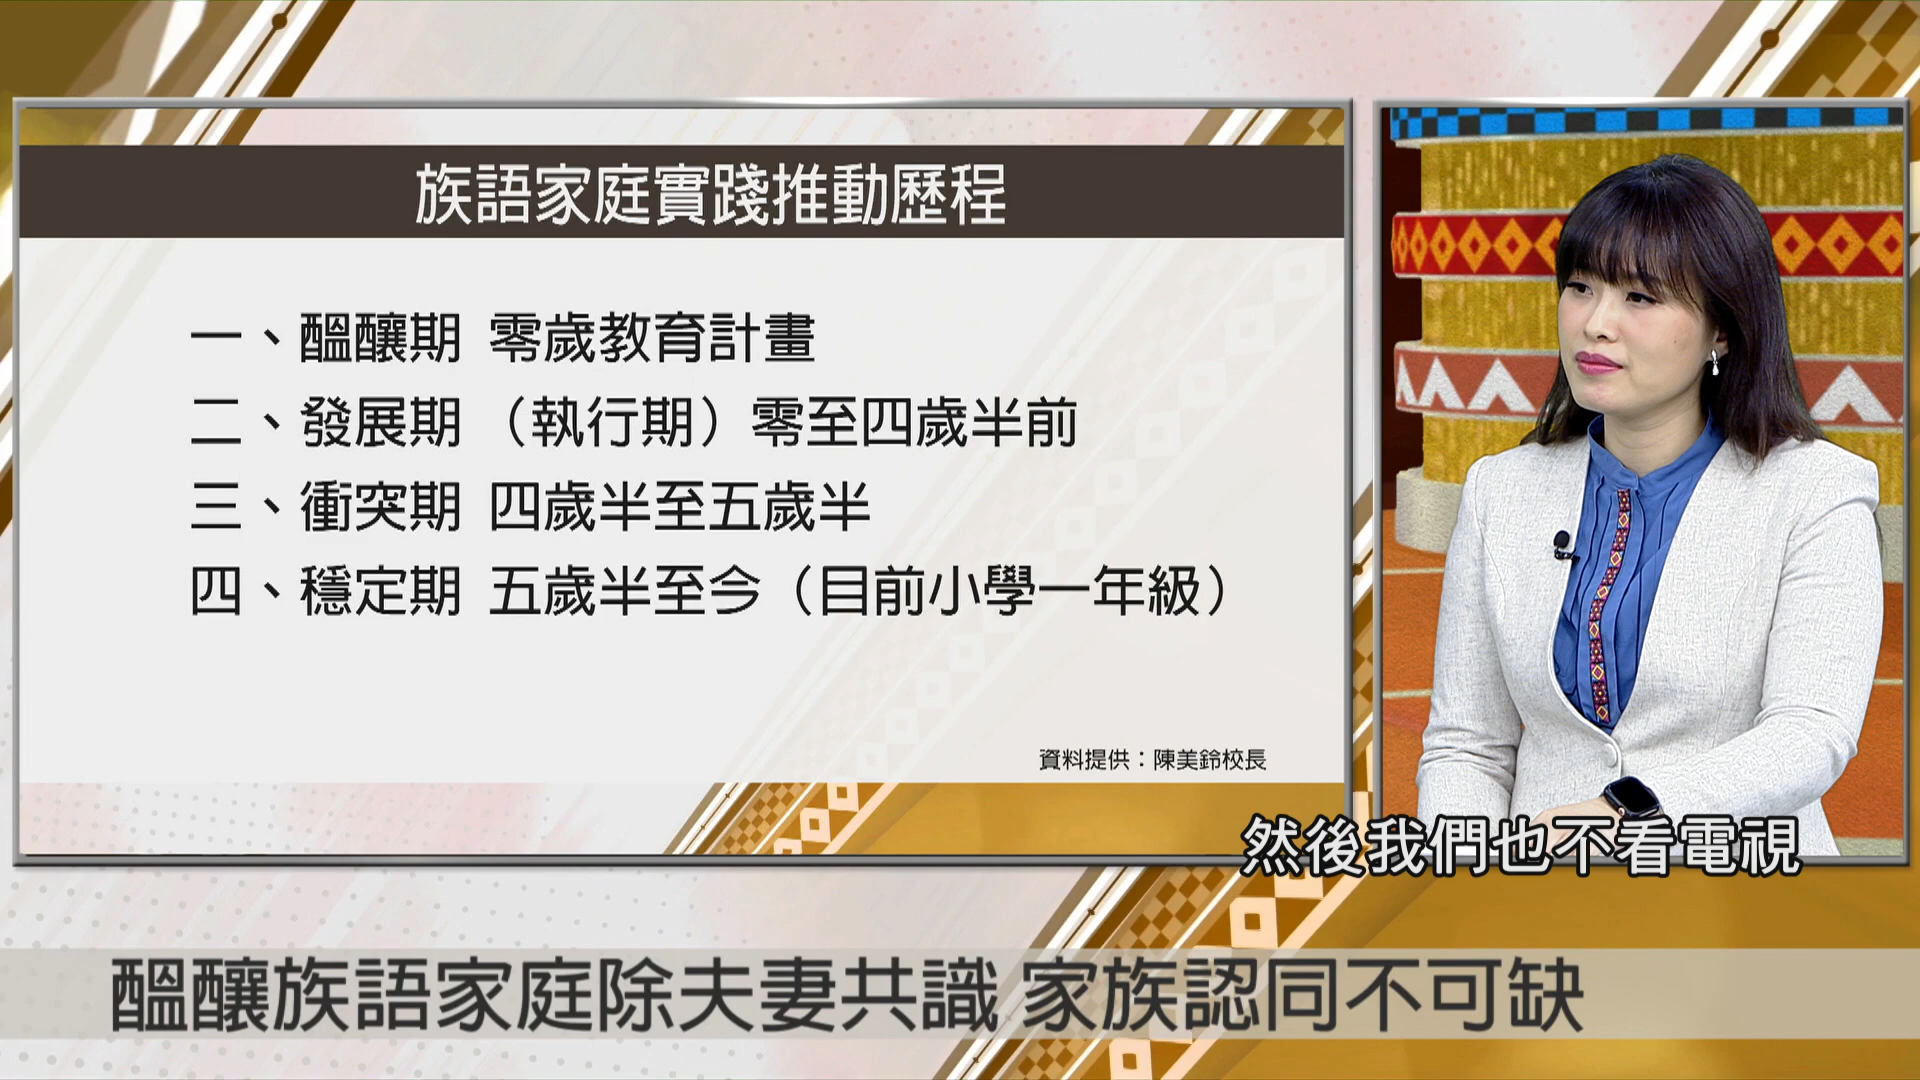 族語家庭實踐推動歷程
一、醞釀期 零歲教育計畫
二、發展期 （執行期）零至四歲半前
三、衝突期 四歲半至五歲半
四、穩定期 五歲半至今（目前小學一年級）
資料提供：陳美鈴校長
然後我們也不看電視
醞釀族語家庭除夫妻共識 家族認同不可缺